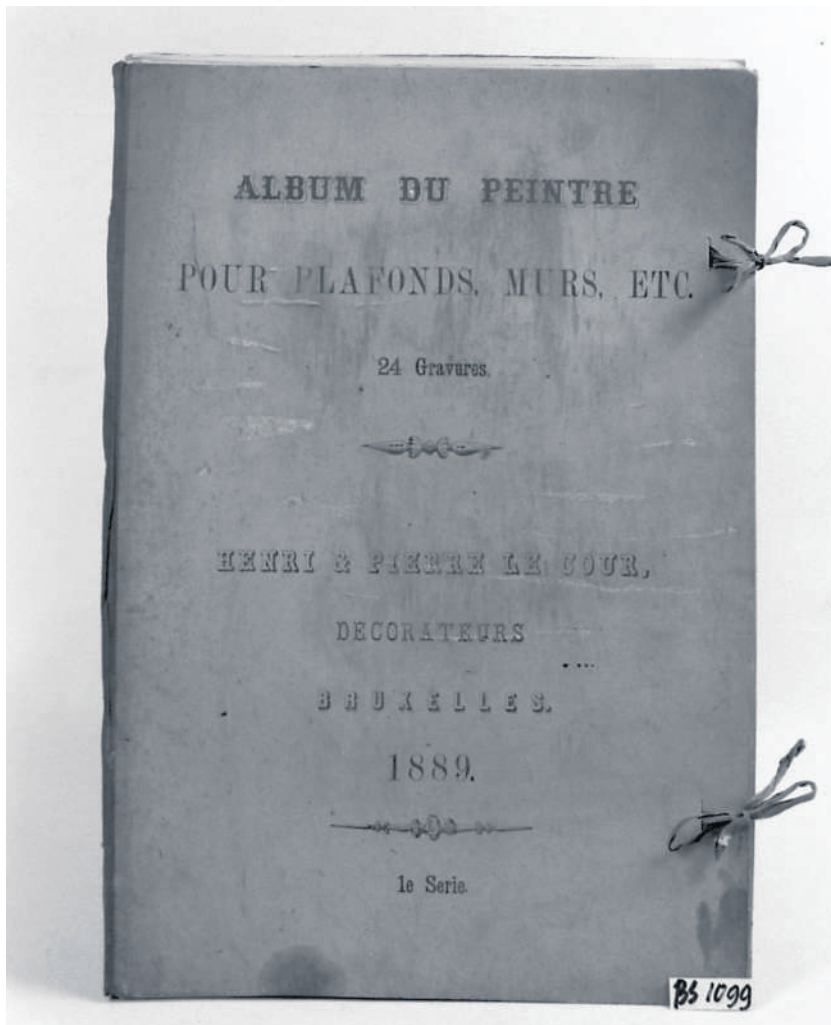 ALBUM DU PEINTRE
POUR PLAFONDS, MURS, ETC.
24 Gravures.
HENRI & PIERRE LE COUR,
DECORATEURS
BRUXELLES.
1889.
1e Serie.
BS 1099